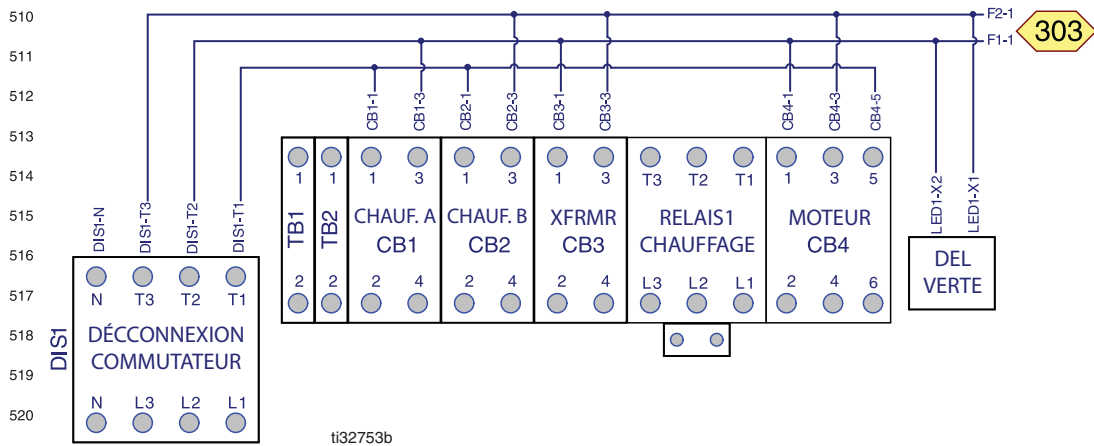 510
F2-1
F1-1
303
511
512
CB1-1
CB1-3
CB2-1
CB2-3
CB3-1
CB3-3
CB4-1
CB4-3
CB4-5
513
514
1
1
1
3
1
3
1
3
T3
T2
T1
1
3
5
515
DIS1-N
DIS1-T3
DIS1-T2
DIS1-T1
TB1
TB2
CHAUF. A
CB1
CHAUF. B
CB2
XFRMR
CB3
RELAIS1
CHAUFFAGE
MOTEUR
CB4
LED1-X2
LED1-X1
516
DEL
VERTE
2
2
2
4
2
4
2
4
L3
L2
L1
2
4
6
517
N
T3
T2
T1
518
DIS1
DÉCCONNEXION
COMMUTATEUR
519
N
L3
L2
L1
520
ti32753b